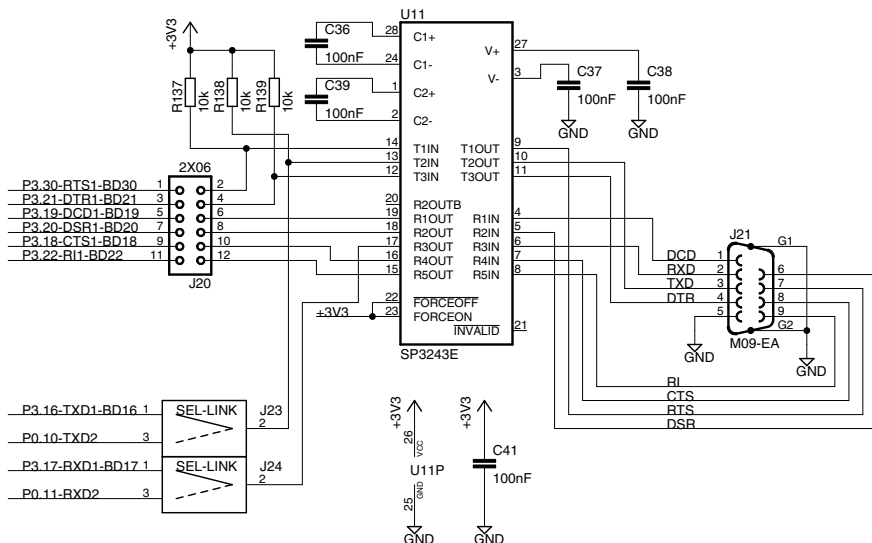 U11
+3V3
R137
10k
R138
10k
R139
10k
C36
100nF
C39
100nF
28
C1+
24
C1-
1
C2+
2
C2-
27
V+
3
V-
C37
100nF
GND
C38
100nF
GND
14
T1IN
13
T2IN
12
T3IN
T1OUT
9
T2OUT
10
T3OUT
11
2X06
P3.30-RTS1-BD30
1
2
P3.21-DTR1-BD21
3
4
P3.19-DCD1-BD19
5
6
P3.20-DSR1-BD20
7
8
P3.18-CTS1-BD18
9
10
P3.22-RI1-BD22
11
12
J20
20
R2OUTB
19
R1OUT
R1IN
4
18
R2OUT
R2IN
5
17
R3OUT
R3IN
6
16
R4OUT
R4IN
7
15
R5OUT
R5IN
8
+3V3
22
FORCEOFF
23
FORCEON
INVALID
21
SP3243E
J21
G1
DCD
1
6
RXD
2
7
TXD
3
8
DTR
4
9
5
G2
M09-EA
GND
GND
RI
CTS
RTS
DSR
P3.16-TXD1-BD16
1
SEL-LINK
J23
2
P0.10-TXD2
3
P3.17-RXD1-BD17
1
SEL-LINK
J24
2
P0.11-RXD2
3
+3V3
26
VCC
U11P
GND
25
GND
+3V3
C41
100nF
GND